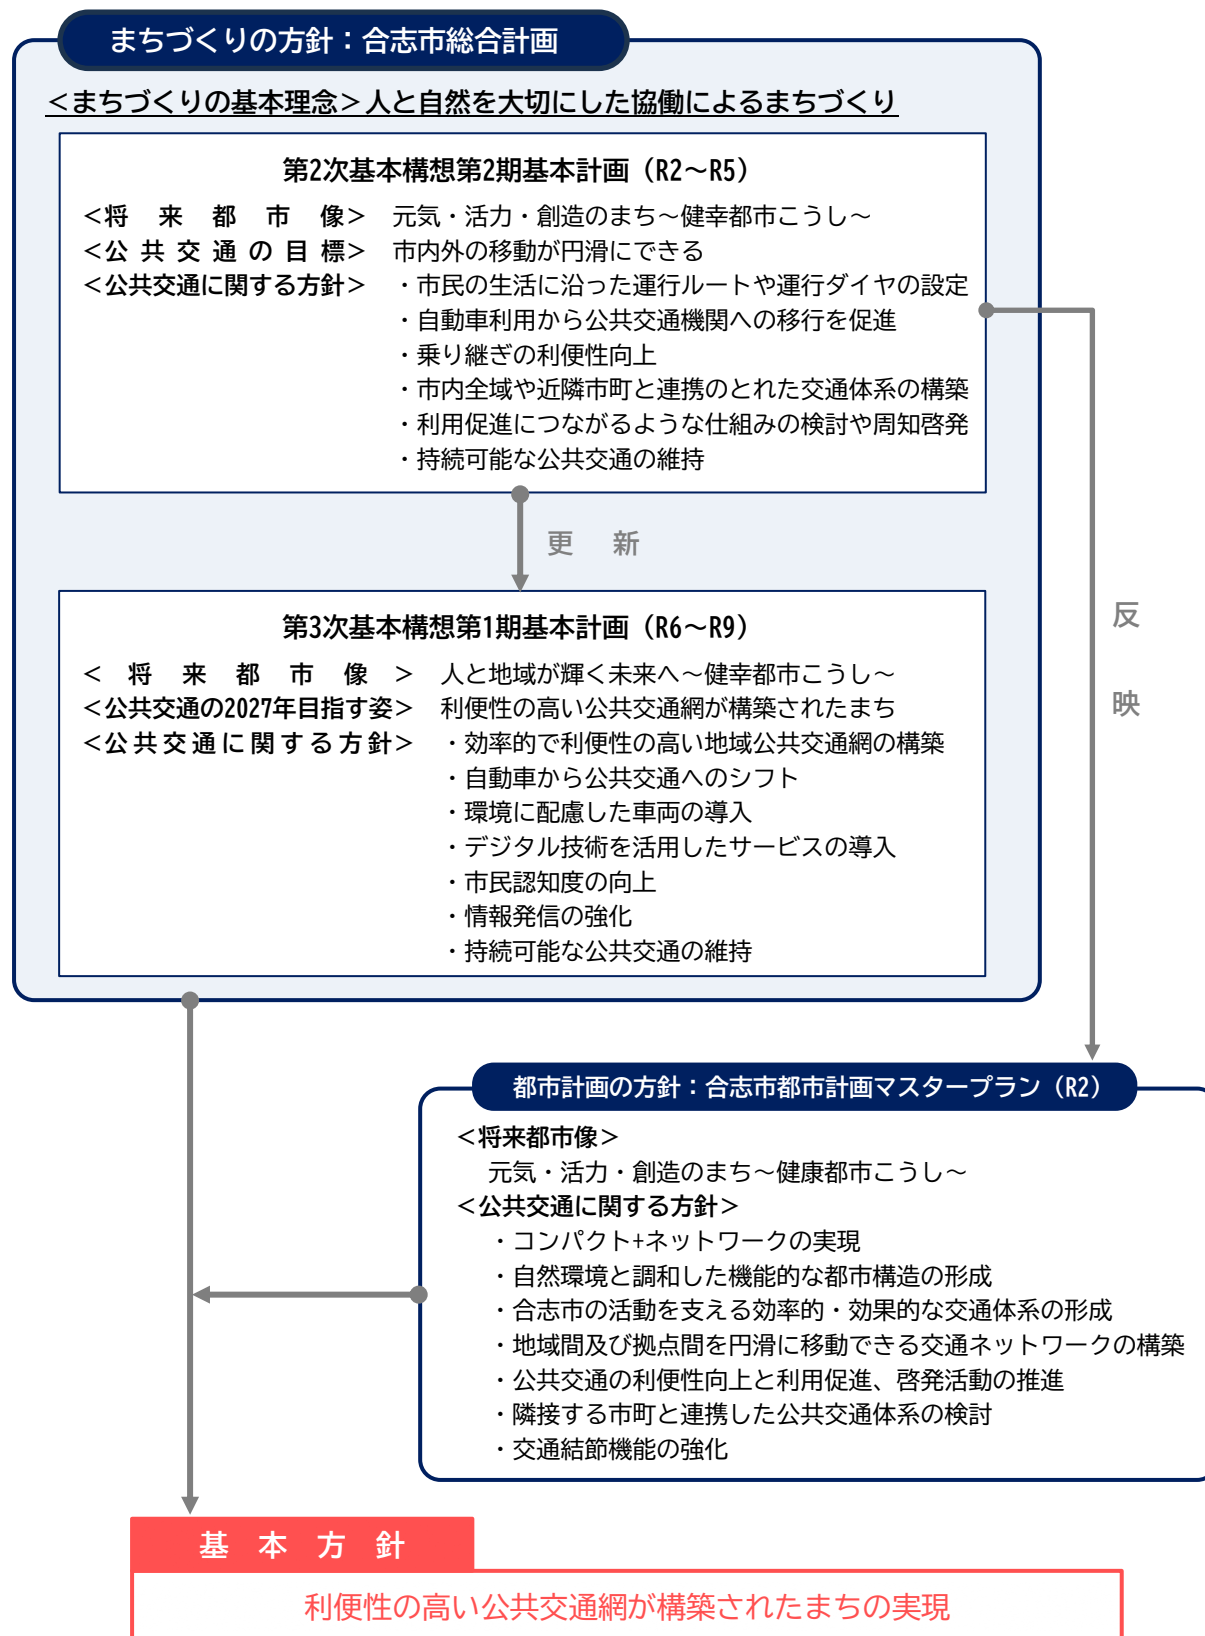 まちづくりの方針：合志市総合計画
＜まちづくりの基本理念＞人と自然を大切にした協働によるまちづくり
第2次基本構想第2期基本計画（R2～R5）
＜将来都市像＞ 元気・活力・創造のまち～健幸都市こうし～
＜公共交通の目標＞ 市内外の移動が円滑にできる
＜公共交通に関する方針＞ ・市民の生活に沿った運行ルートや運行ダイヤの設定
・自動車利用から公共交通機関への移行を促進
・乗り継ぎの利便性向上
・市内全域や近隣市町と連携のとれた交通体系の構築
・利用促進につながるような仕組みの検討や周知啓発
・持続可能な公共交通の維持
更新
第3次基本構想第1期基本計画（R6～R9）
＜将来都市像＞ 人と地域が輝く未来へ～健幸都市こうし～
＜公共交通の2027年目指す姿＞ 利便性の高い公共交通網が構築されたまち
＜公共交通に関する方針＞ ・効率的で利便性の高い地域公共交通網の構築
・自動車から公共交通へのシフト
・環境に配慮した車両の導入
・デジタル技術を活用したサービスの導入
・市民認知度の向上
・情報発信の強化
・持続可能な公共交通の維持
反映
都市計画の方針：合志市都市計画マスタープラン（R2）
＜将来都市像＞
元気・活力・創造のまち～健康都市こうし～
＜公共交通に関する方針＞
・コンパクト+ネットワークの実現
・自然環境と調和した機能的な都市構造の形成
・合志市の活動を支える効率的・効果的な交通体系の形成
・地域間及び拠点間を円滑に移動できる交通ネットワークの構築
・公共交通の利便性向上と利用促進、啓発活動の推進
・隣接する市町と連携した公共交通体系の検討
・交通結節機能の強化
基本方針
利便性の高い公共交通網が構築されたまちの実現